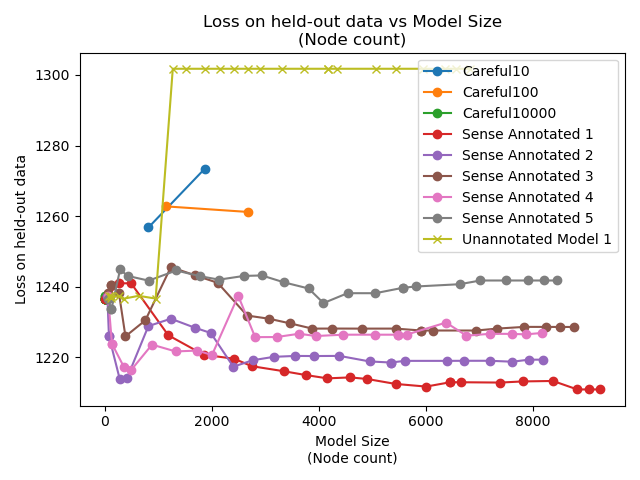 Loss on held-out data vs Model Size
(Node count)
Loss on held-out data
1300
1280
1260
1240
1220
0 2000 4000 6000 8000
Model Size
(Node count)
Careful10
Careful100
Careful10000
Sense Annotated 1
Sense Annotated 2
Sense Annotated 3
Sense Annotated 4
Sense Annotated 5
Unannotated Model 1